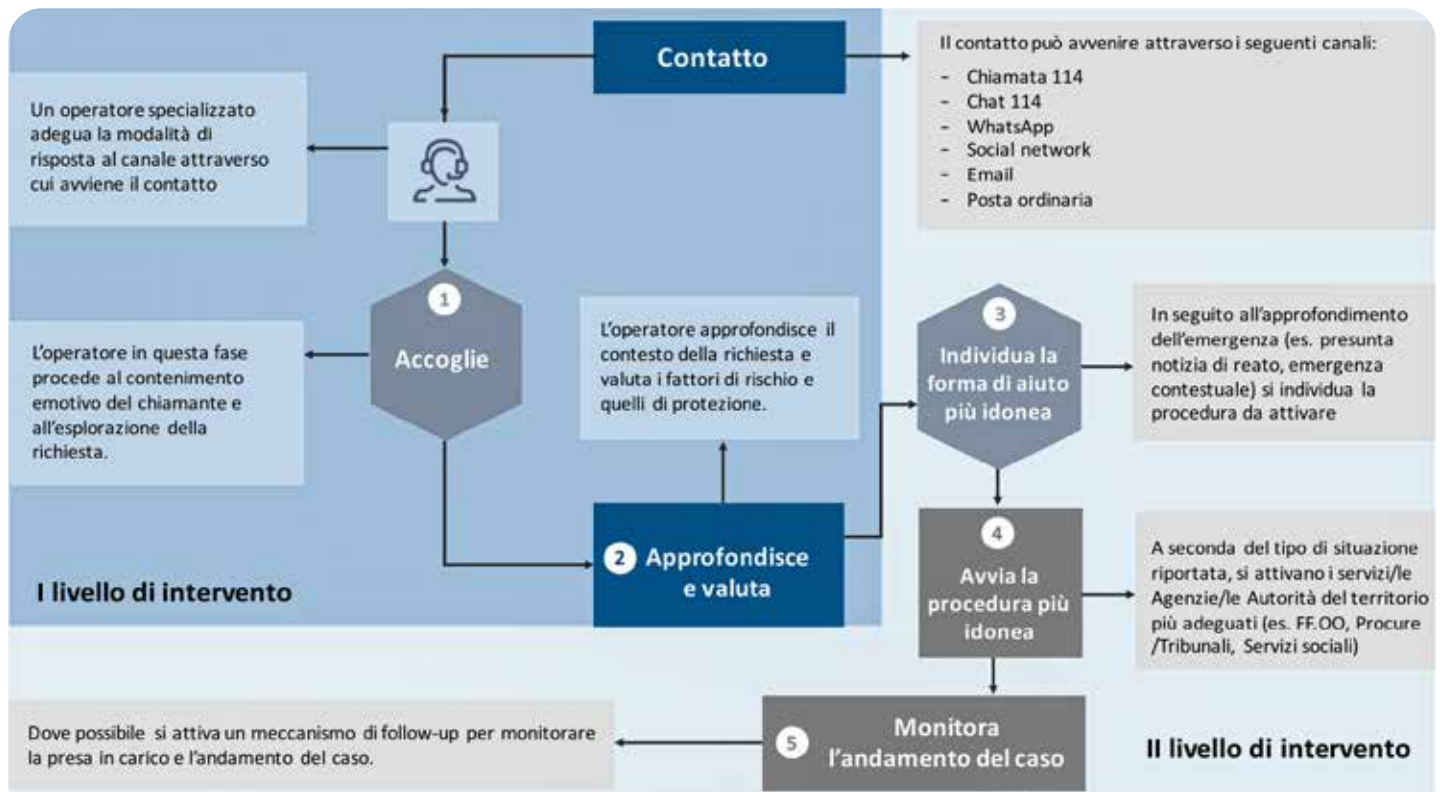 Contatto
Il contatto può avvenire attraverso i seguenti canali:
- Chiamata 114
- Chat 114
- WhatsApp
- Social network
- Email
- Posta ordinaria
Un operatore specializzato
adegua la modalità di
risposta al canale attraverso
cui avviene il contatto
1
Accoglie
L'operatore in questa fase
procede al contenimento
emotivo del chiamante e
all'esplorazione della
richiesta.
L'operatore approfondisce il
contesto della richiesta e
valuta i fattori di rischio e
quelli di protezione.
2 Approfondisce
e valuta
I livello di intervento
3
Individua la
forma di aiuto
più idonea
In seguito all'approfondimento
dell'emergenza (es. presunta
notizia di reato, emergenza
contestuale) si individua la
procedura da attivare
4
Avvia la
procedura più
idonea
A seconda del tipo di situazione
riportata, si attivano i servizi/le
Agenzie/le Autorità del territorio
più adeguati (es. FF.OO, Procure
/Tribunali, Servizi sociali)
5 Monitora
l'andamento del caso
Dove possibile si attiva un meccanismo di follow-up per monitorare
la presa in carico e l'andamento del caso.
II livello di intervento